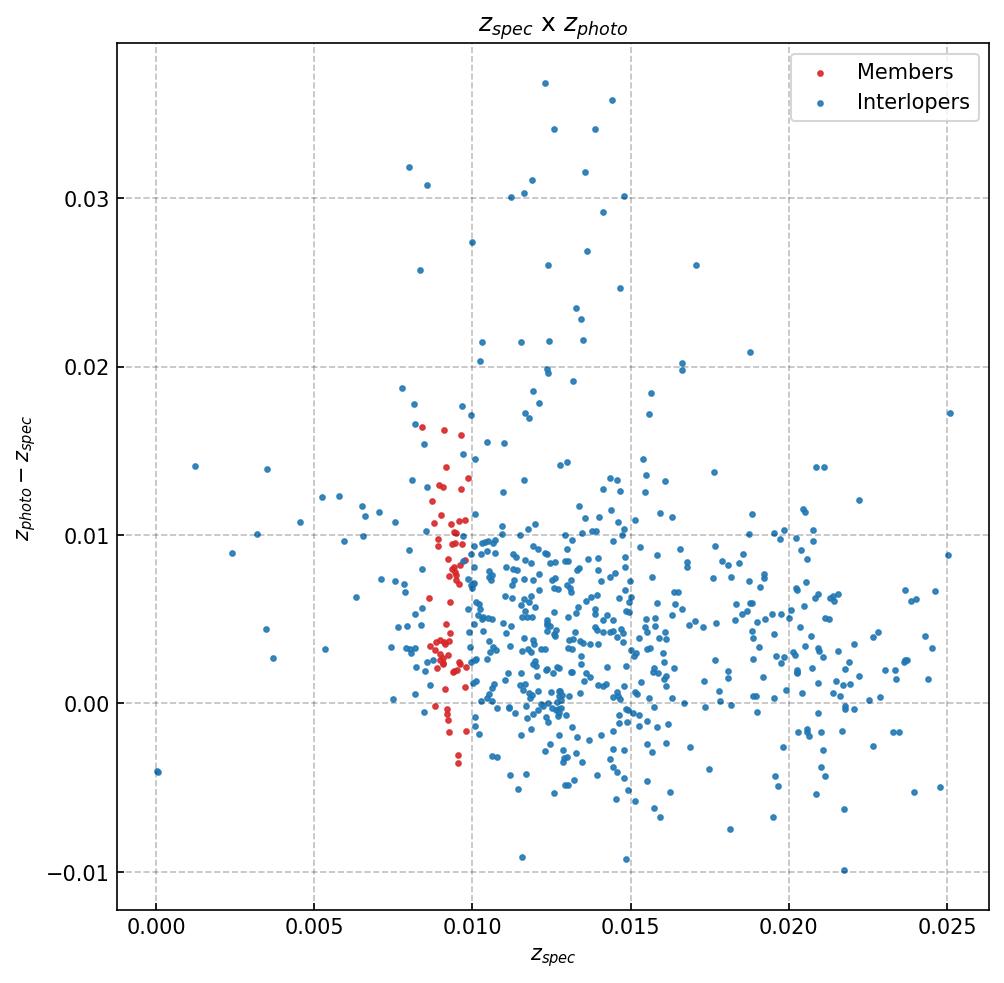 z_spec x z_photo
Members
Interlopers
z_photo − z_spec
0.03
0.02
0.01
0.00
−0.01
0.000 0.005 0.010 0.015 0.020 0.025
z_spec